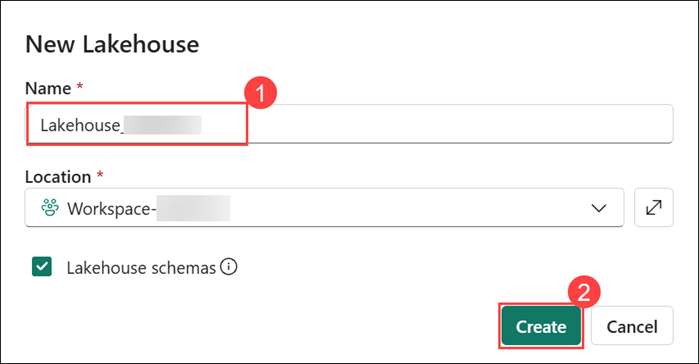 New Lakehouse
Name *
1
Lakehouse_
Location *
Workspace-
Lakehouse schemas
2
Create Cancel